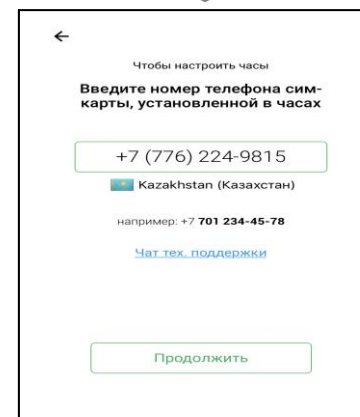 Чтобы настроить часы
Введите номер телефона сим-
карты, установленной в часах
+7 (776) 224-9815
Kazakhstan (Казахстан)
например: +7 701 234-45-78
Чат тех. поддержки
Продолжить